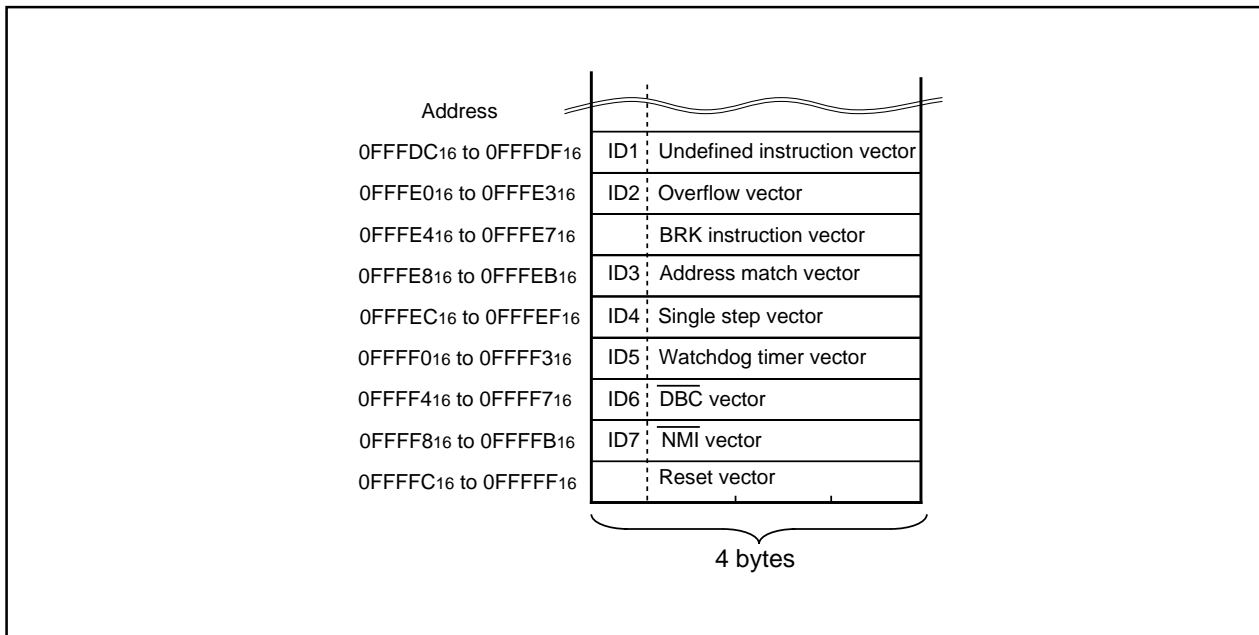 Address
0FFFDC16 to 0FFFDF16 ID1 Undefined instruction vector
0FFFE016 to 0FFFE316 ID2 Overflow vector
0FFFE416 to 0FFFE716 BRK instruction vector
0FFFE816 to 0FFFEB16 ID3 Address match vector
0FFFEC16 to 0FFFEF16 ID4 Single step vector
0FFFF016 to 0FFFF316 ID5 Watchdog timer vector
0FFFF416 to 0FFFF716 ID6 DBC vector
0FFFF816 to 0FFFFB16 ID7 NMI vector
0FFFFC16 to 0FFFFF16 Reset vector
4 bytes